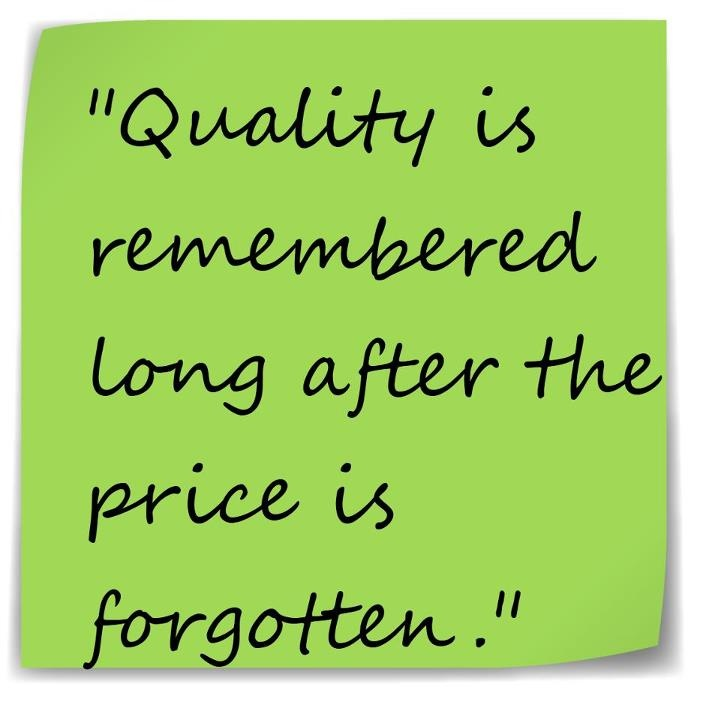 "Quality is
remembered
long after the
price is
forgotten."